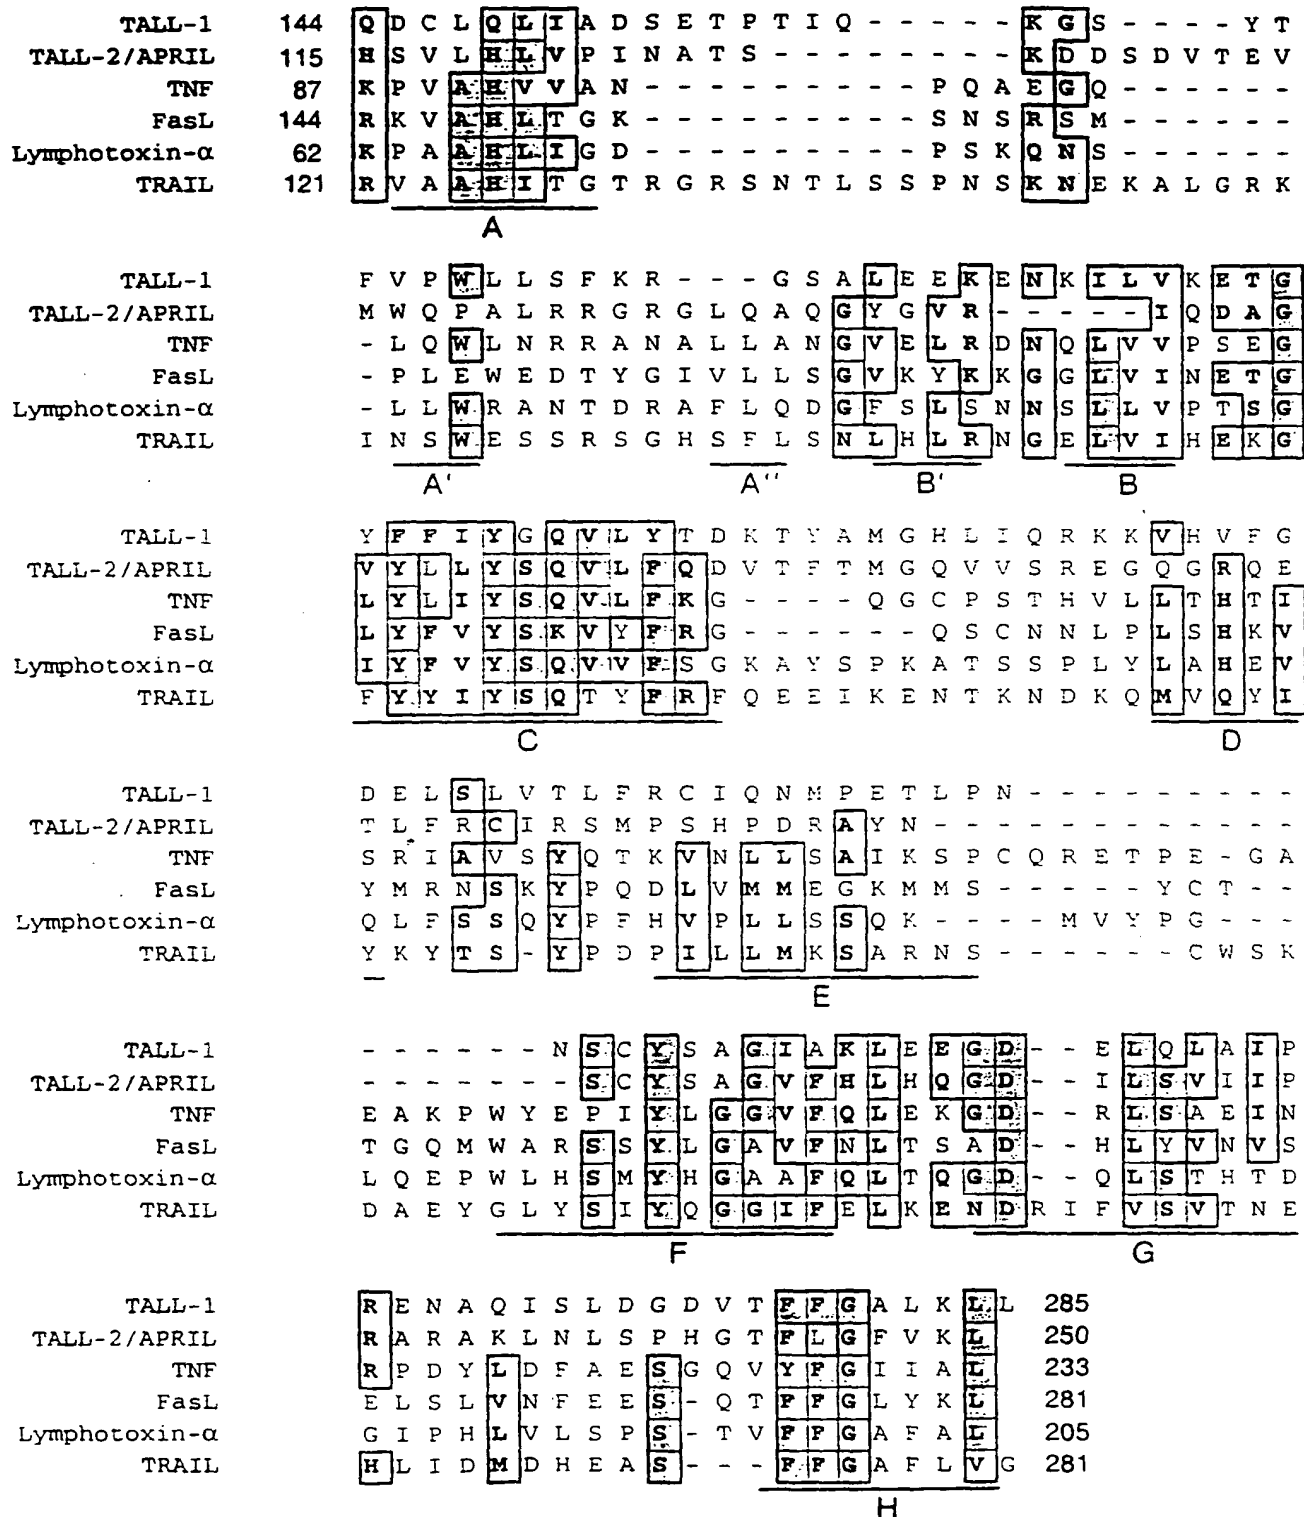 TALL-1 144 Q D C L Q L I A D S E T P T I Q - - - - - K G S - - - - Y T
TALL-2/APRIL 115 H S V L H L V P I N A T S - - - - - - - - K D D S D V T E V
TNF 87 K P V A H V V A N - - - - - - - - - P Q A E G Q - - - - - -
FasL 144 R K V A H L T G K - - - - - - - - - S N S R S M - - - - - -
Lymphotoxin-α 62 K P A A H L I G D - - - - - - - - - P S K Q N S - - - - - -
TRAIL 121 R V A A H I T G T R G R S N T L S S P N S K N E K A L G R K
A
TALL-1 F V P W L L S F K R - - - G S A L E E K E N K I L V K E T G
TALL-2/APRIL M W Q P A L R R G R G L Q A Q G Y G V R - - - - - I Q D A G
TNF - L Q W L N R R A N A L L A N G V E L R D N Q L V V P S E G
FasL - P L E W E D T Y G I V L L S G V K Y K K G G L V I N E T G
Lymphotoxin-α - L L W R A N T D R A F L Q D G F S L S N N S L L V P T S G
TRAIL I N S W E S S R S G H S F L S N L H L R N G E L V I H E K G
A' A'' B' B
TALL-1 Y F F I Y G Q V L Y T D K T Y A M G H L I Q R K K V H V F G
TALL-2/APRIL V Y L L Y S Q V L F Q D V T F T M G Q V V S R E G Q G R Q E
TNF L Y L I Y S Q V L F K G - - - - Q G C P S T H V L L T H T I
FasL L Y F V Y S K V Y F R G - - - - - - Q S C N N L P L S H K V
Lymphotoxin-α I Y F V Y S Q V V F S G K A Y S P K A T S S P L Y L A H E V
TRAIL F Y Y I Y S Q T Y F R F Q E E I K E N T K N D K Q M V Q Y I
C D
TALL-1 D E L S L V T L F R C I Q N M P E T L P N - - - - - - - - -
TALL-2/APRIL T L F R C I R S M P S H P D R A Y N - - - - - - - - - - - -
TNF S R I A V S Y Q T K V N L L S A I K S P C Q R E T P E - G A
FasL Y M R N S K Y P Q D L V M M E G K M M S - - - - - Y C T - -
Lymphotoxin-α Q L F S S Q Y P F H V P L L S S Q K - - - - M V Y P G - - -
TRAIL Y K Y T S - Y P D P I L L M K S A R N S - - - - - - C W S K
E
TALL-1 - - - - - - N S C Y S A G I A K L E E G D - - E L Q L A I P
TALL-2/APRIL - - - - - - - S C Y S A G V F H L H Q G D - - I L S V I I P
TNF E A K P W Y E P I Y L G G V F Q L E K G D - - R L S A E I N
FasL T G Q M W A R S S Y L G A V F N L T S A D - - H L Y V N V S
Lymphotoxin-α L Q E P W L H S M Y H G A A F Q L T Q G D - - Q L S T H T D
TRAIL D A E Y G L Y S I Y Q G G I F E L K E N D R I F V S V T N E
F G
TALL-1 R E N A Q I S L D G D V T F F G A L K L L 285
TALL-2/APRIL R A R A K L N L S P H G T F L G F V K L 250
TNF R P D Y L D F A E S G Q V Y F G I I A L 233
FasL E L S L V N F E E S - Q T F F G L Y K L 281
Lymphotoxin-α G I P H L V L S P S - T V F F G A F A L 205
TRAIL H L I D M D H E A S - - - F F G A F L V G 281
H